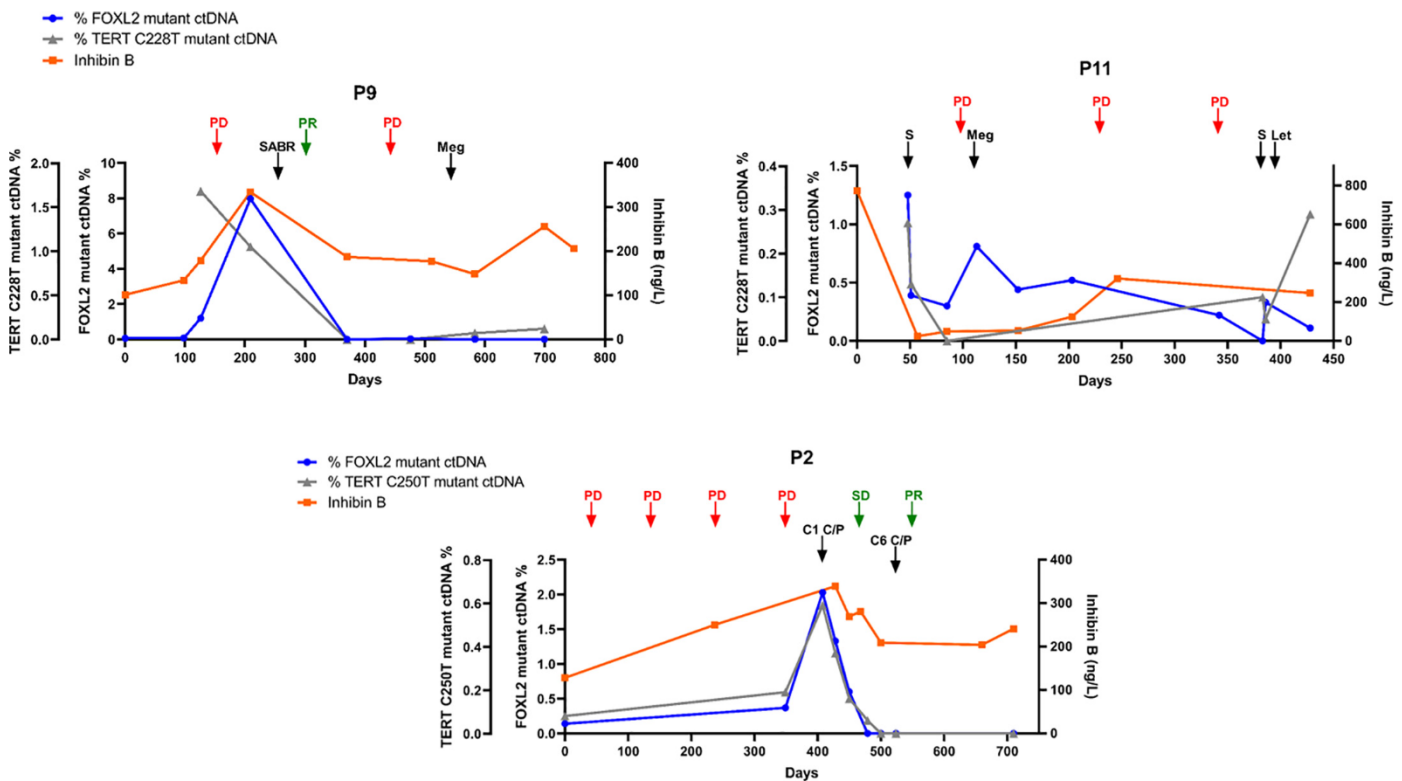 % FOXL2 mutant ctDNA
% TERT C228T mutant ctDNA
Inhibin B
P9
PD PR PD
SABR Meg
TERT C228T mutant ctDNA %
2.0
1.5
1.0
0.5
0.0
FOXL2 mutant ctDNA %
10
8
6
4
2
0
400
300
200
100
0
Inhibin B (ng/L)
0 100 200 300 400 500 600 700 800
Days
P11
PD PD PD
S Meg S Let
TERT C228T mutant ctDNA %
0.4
0.3
0.2
0.1
0.0
FOXL2 mutant ctDNA %
1.5
1.0
0.5
0.0
800
600
400
200
0
Inhibin B (ng/L)
0 50 100 150 200 250 300 350 400 450
Days
% FOXL2 mutant ctDNA
% TERT C250T mutant ctDNA
Inhibin B
P2
PD PD PD PD SD PR
C1 C/P C6 C/P
TERT C250T mutant ctDNA %
0.8
0.6
0.4
0.2
0.0
FOXL2 mutant ctDNA %
2.5
2.0
1.5
1.0
0.5
0.0
400
300
200
100
0
Inhibin B (ng/L)
0 100 200 300 400 500 600 700
Days